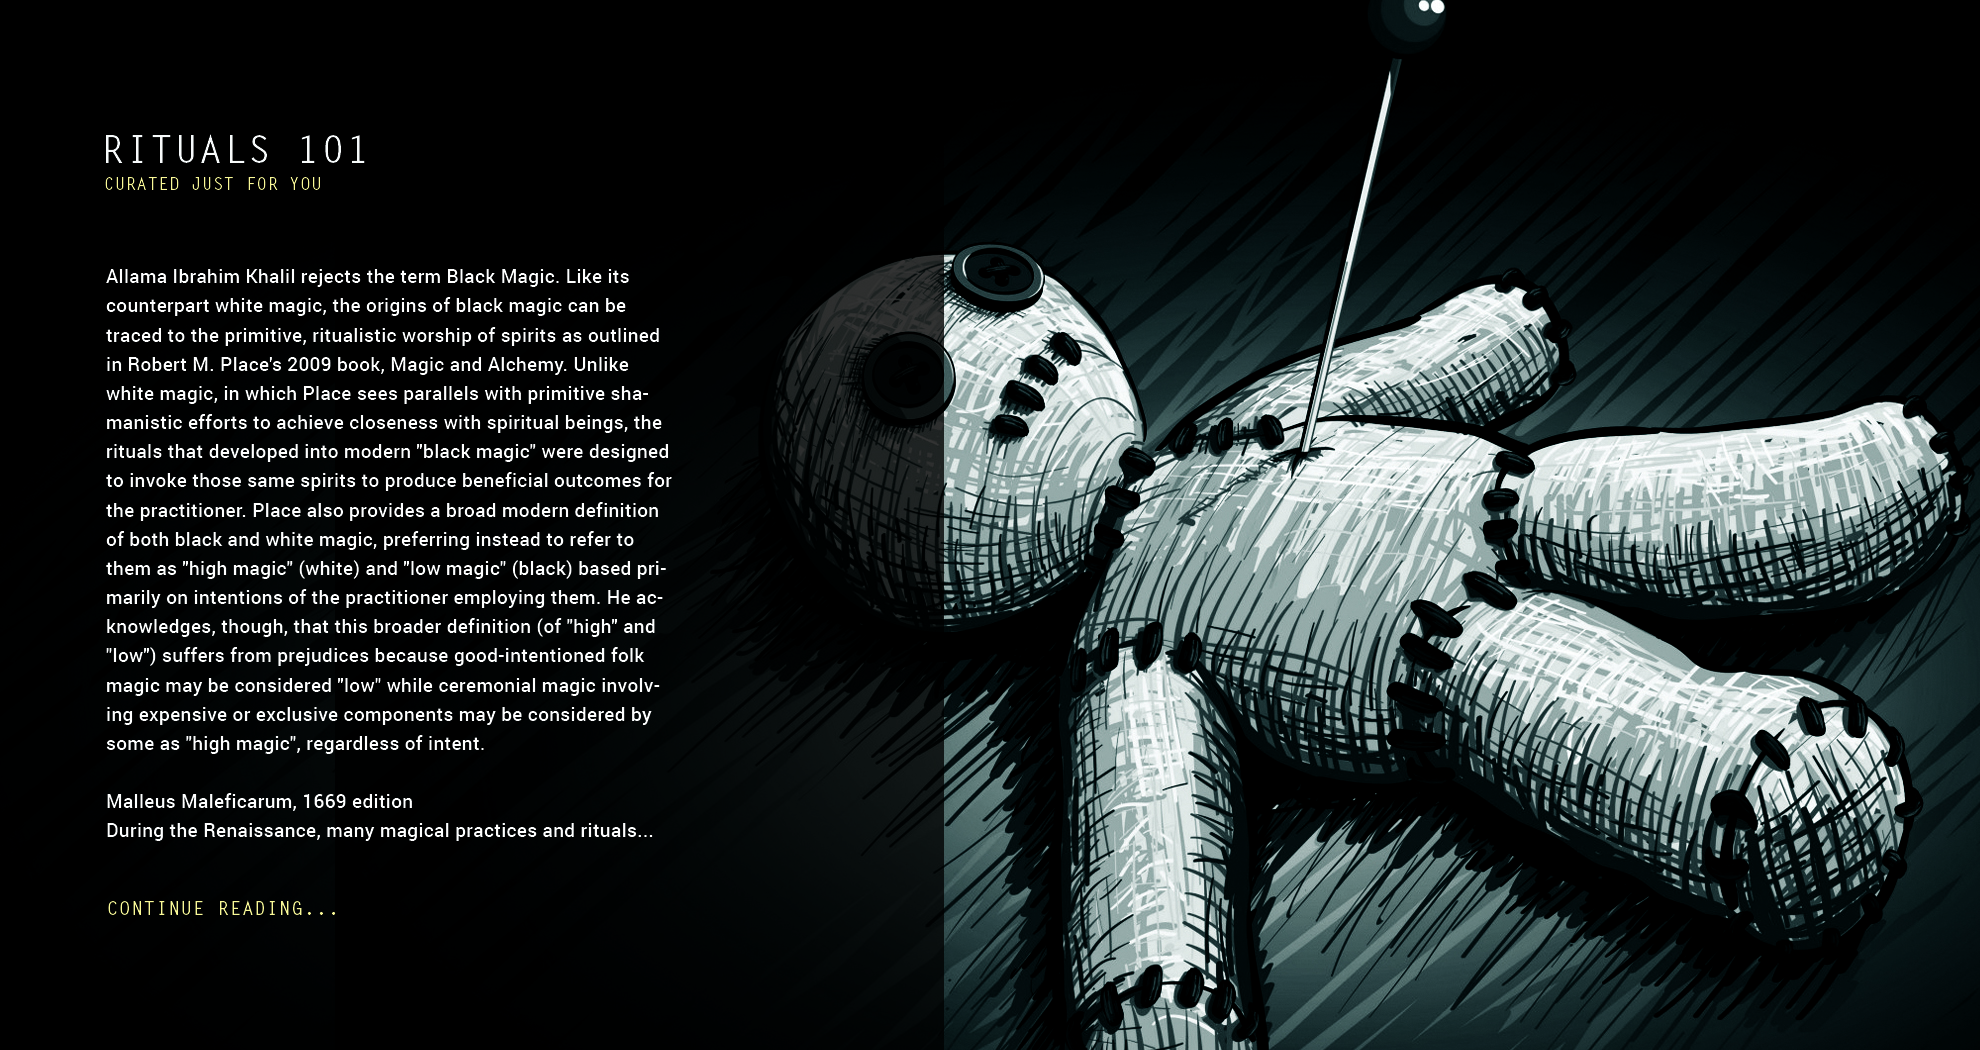 RITUALS 101
CURATED JUST FOR YOU
Allama Ibrahim Khalil rejects the term Black Magic. Like its
counterpart white magic, the origins of black magic can be
traced to the primitive, ritualistic worship of spirits as outlined
in Robert M. Place's 2009 book, Magic and Alchemy. Unlike
white magic, in which Place sees parallels with primitive sha-
manistic efforts to achieve closeness with spiritual beings, the
rituals that developed into modern "black magic" were designed
to invoke those same spirits to produce beneficial outcomes for
the practitioner. Place also provides a broad modern definition
of both black and white magic, preferring instead to refer to
them as "high magic" (white) and "low magic" (black) based pri-
marily on intentions of the practitioner employing them. He ac-
knowledges, though, that this broader definition (of "high" and
"low") suffers from prejudices because good-intentioned folk
magic may be considered "low" while ceremonial magic involv-
ing expensive or exclusive components may be considered by
some as "high magic", regardless of intent.
Malleus Maleficarum, 1669 edition
During the Renaissance, many magical practices and rituals...
CONTINUE READING...